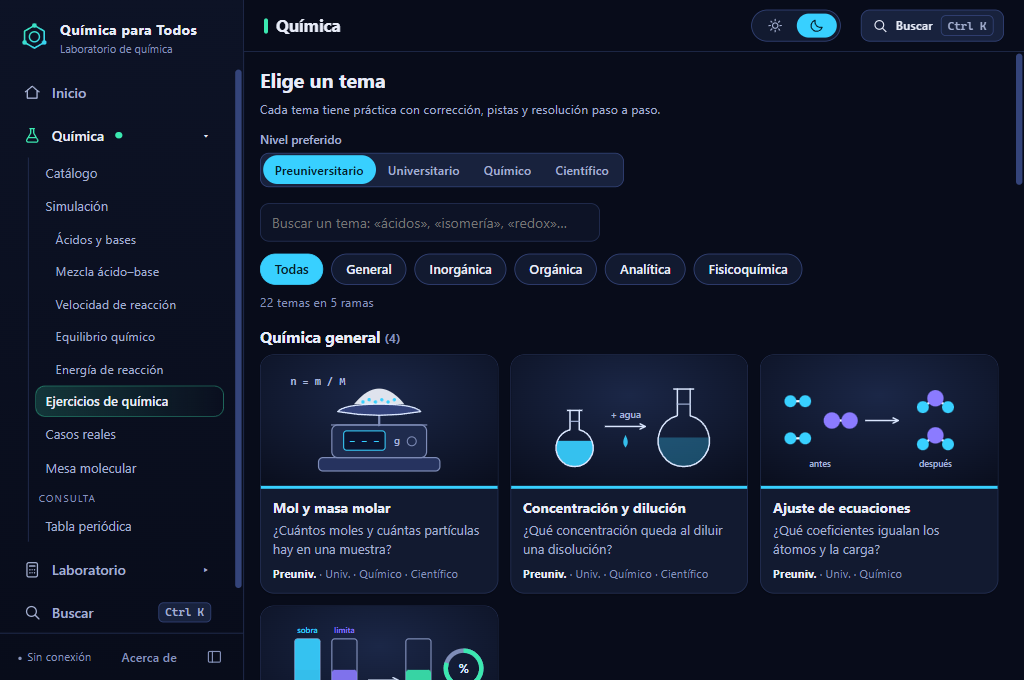 Química para Todos
Laboratorio de química
Inicio
Química
Catálogo
Simulación
Ácidos y bases
Mezcla ácido–base
Velocidad de reacción
Equilibrio químico
Energía de reacción
Ejercicios de química
Casos reales
Mesa molecular
CONSULTA
Tabla periódica
Laboratorio
Buscar Ctrl K
• Sin conexión Acerca de
Química
Buscar Ctrl K
Elige un tema
Cada tema tiene práctica con corrección, pistas y resolución paso a paso.
Nivel preferido
Preuniversitario Universitario Químico Científico
Buscar un tema: «ácidos», «isomería», «redox»...
Todas General Inorgánica Orgánica Analítica Fisicoquímica
22 temas en 5 ramas
Química general (4)
n = m / M
– – – g
Mol y masa molar
¿Cuántos moles y cuántas partículas
hay en una muestra?
Preuniv. · Univ. · Químico · Científico
+ agua
Concentración y dilución
¿Qué concentración queda al diluir
una disolución?
Preuniv. · Univ. · Químico · Científico
antes después
Ajuste de ecuaciones
¿Qué coeficientes igualan los
átomos y la carga?
Preuniv. · Univ. · Químico
sobra limita
%